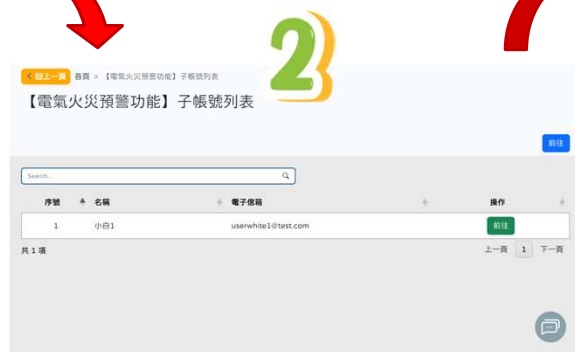 2
回上一頁 首頁 > 【電氣火災預警功能】子帳號列表
【電氣火災預警功能】子帳號列表
前往
Search...
序號 名稱 電子信箱 操作
1 小白1 userwhite1@test.com 前往
共 1 項 上一頁 1 下一頁